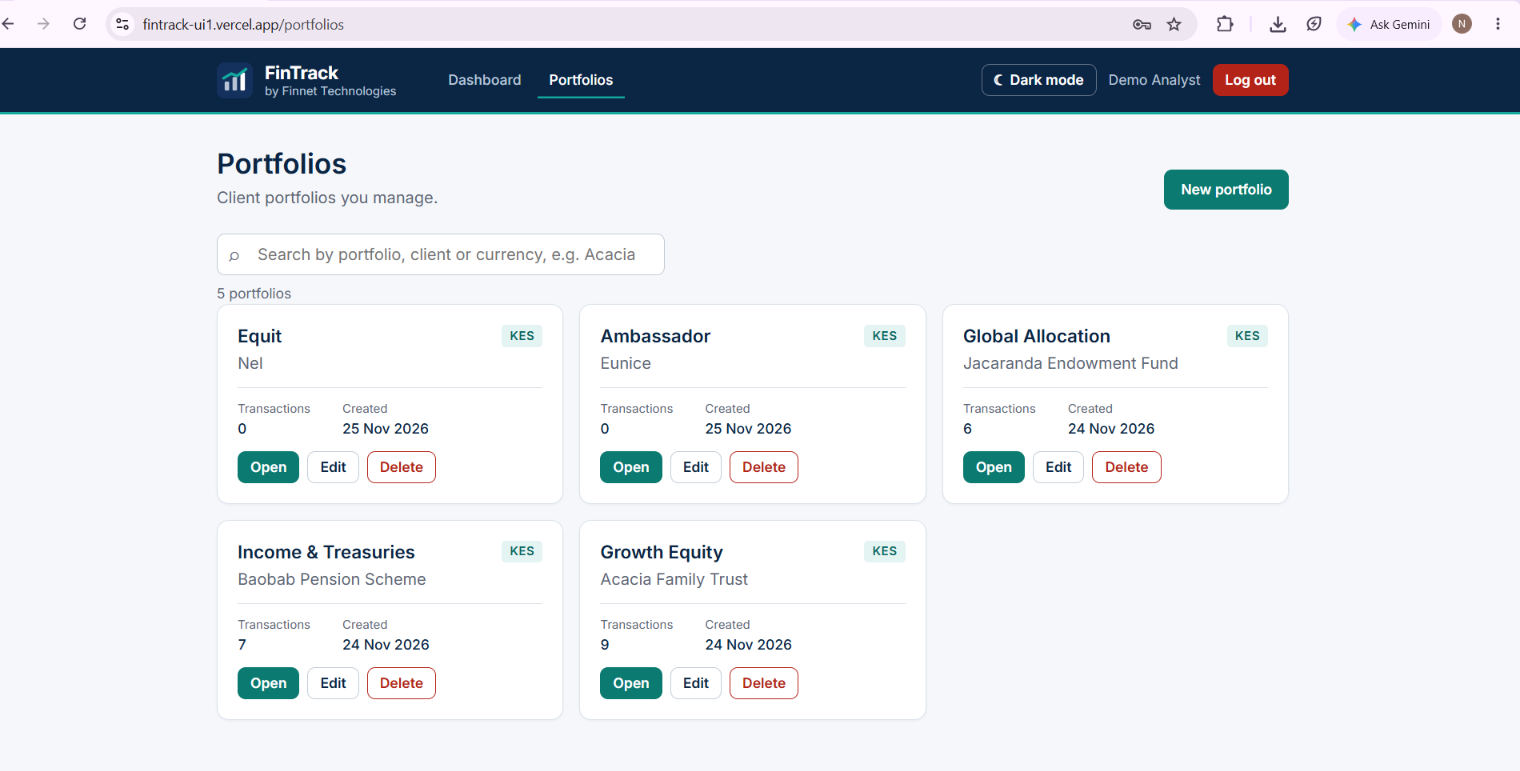 fintrack-ui1.vercel.app/portfolios
Ask Gemini
N
FinTrack
by Finnet Technologies
Dashboard
Portfolios
Dark mode
Demo Analyst
Log out
Portfolios
Client portfolios you manage.
New portfolio
Search by portfolio, client or currency, e.g. Acacia
5 portfolios
Equit
KES
Nel
Transactions
Created
0
25 Nov 2026
Open
Edit
Delete
Ambassador
KES
Eunice
Transactions
Created
0
25 Nov 2026
Open
Edit
Delete
Global Allocation
KES
Jacaranda Endowment Fund
Transactions
Created
6
24 Nov 2026
Open
Edit
Delete
Income & Treasuries
KES
Baobab Pension Scheme
Transactions
Created
7
24 Nov 2026
Open
Edit
Delete
Growth Equity
KES
Acacia Family Trust
Transactions
Created
9
24 Nov 2026
Open
Edit
Delete